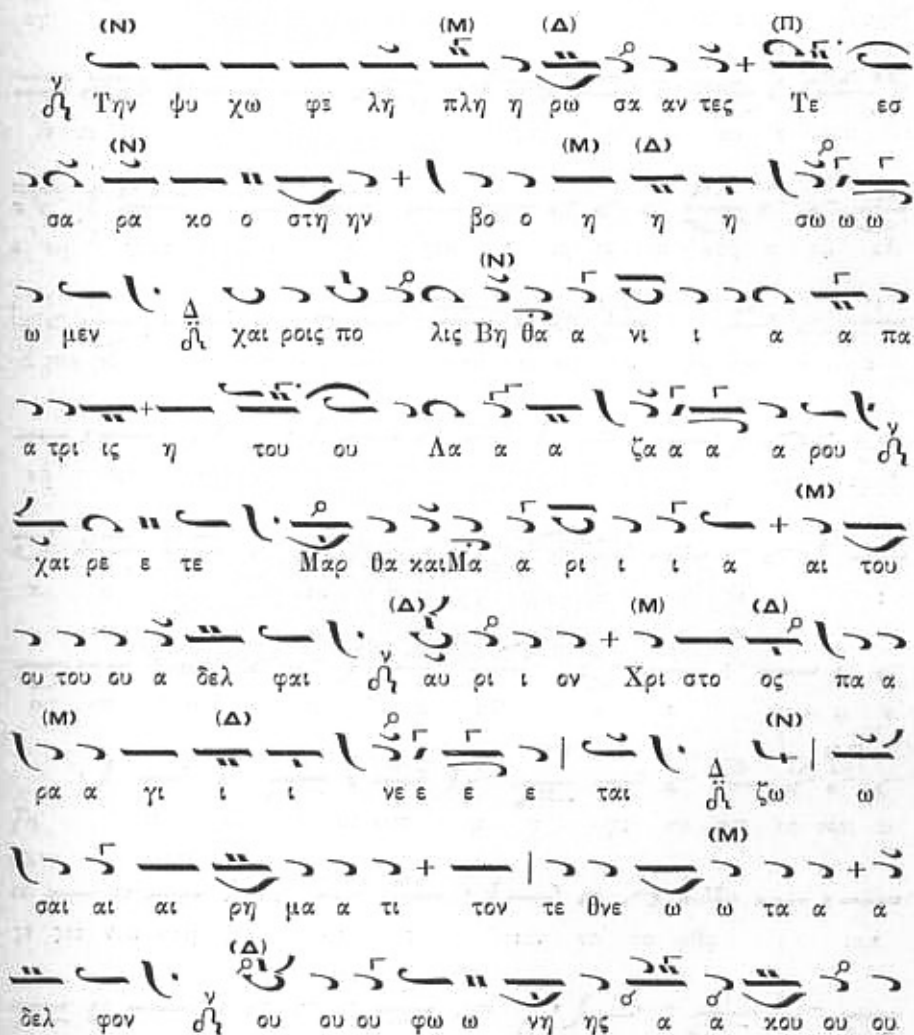 (Ν) (Μ) (Δ) (Π)
ν Την ψυ χω φε λη πλη η ρω σα αν τες Τε εσ
(Ζ) (Μ) (Δ)
σα ρα κο ο στη ην βο ο η η η σω ω ω
(Ζ)
ω μεν Δ χαι ροις πο λις Βη θα α νι ι α α πα
α τρι ις η του ου Λα α α ζα α α α ρου ν
(Μ)
χαι ρε ε τε Μαρ θα και Μα α ρι ι ι α αι του
(Δ) (Μ) (Δ)
ου του ου α δελ φαι ν αυ ρι ι ον Χρι στο ος πα α
(Μ) (Δ) (Ν)
ρα α γι ι ι νε ε ε ε ται Δ ζω ω
(Μ)
σαι αι αι ρη μα α τι τον τε θνε ω ω τα α α
(Δ)
δελ φον ν ου ου ου φω ω νη ης α α κου ου ου